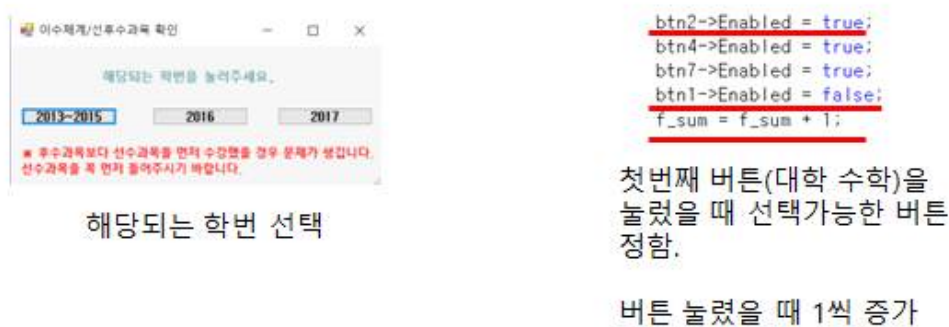 이수체계/선후수과목 확인
해당되는 학번을 눌러주세요.
2013~2015
2016
2017
※ 후수과목보다 선수과목을 먼저 수강했을 경우 문제가 생깁니다.
선수과목을 꼭 먼저 들어주시기 바랍니다.
해당되는 학번 선택
btn2->Enabled = true;
btn4->Enabled = true;
btn7->Enabled = true;
btn1->Enabled = false;
f_sum = f_sum + 1;
첫번째 버튼(대학 수학)을
눌렀을 때 선택가능한 버튼
정함.
버튼 눌렸을 때 1씩 증가